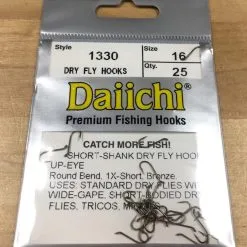 Style 1330 Size 16
DRY FLY HOOKS Qty. 25
Daiichi®
Premium Fishing Hooks
CATCH MORE FISH!
SHORT-SHANK DRY FLY HOOK
UP-EYE
Round Bend, 1X-Short, Bronze.
USES: STANDARD DRY FLIES
WIDE-GAPE, SHORT-BODIED DRY
FLIES, TRICOS,